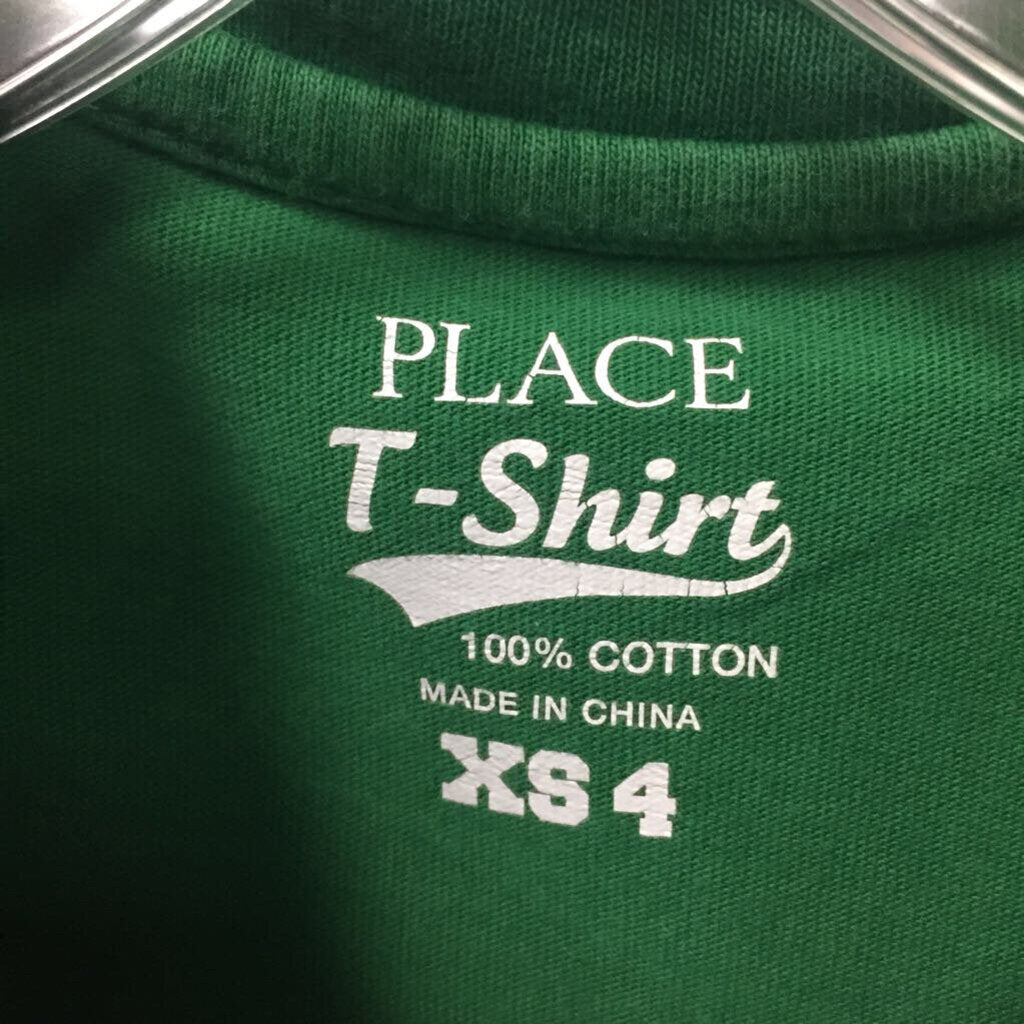 PLACE
T-Shirt
100% COTTON
MADE IN CHINA
XS 4